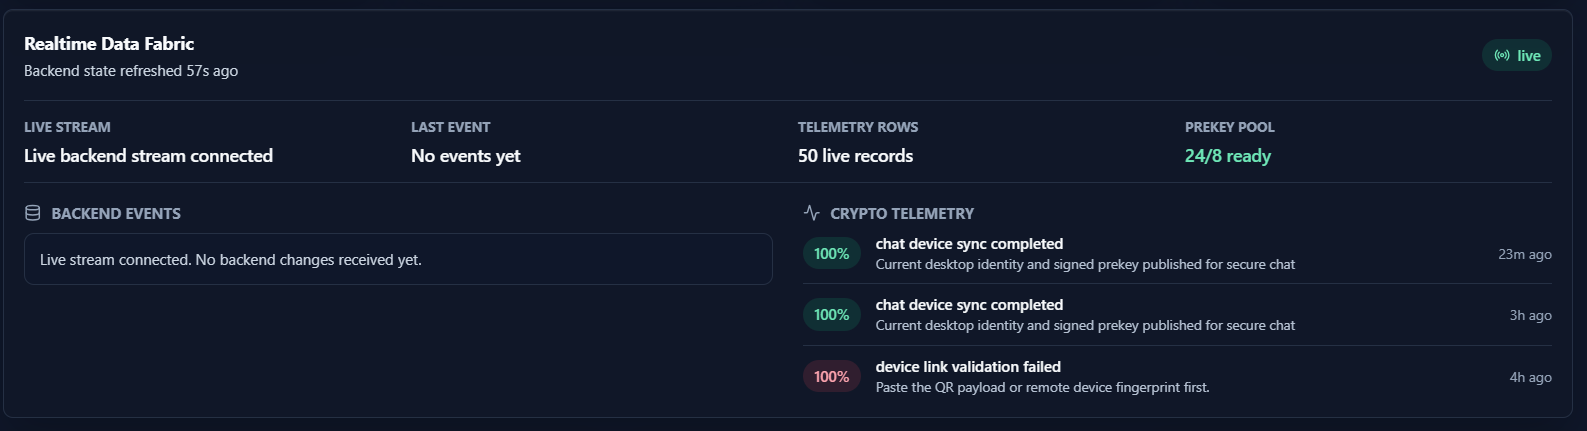 Realtime Data Fabric
Backend state refreshed 57s ago
live
LIVE STREAM
Live backend stream connected
LAST EVENT
No events yet
TELEMETRY ROWS
50 live records
PREKEY POOL
24/8 ready
BACKEND EVENTS
Live stream connected. No backend changes received yet.
CRYPTO TELEMETRY
100%
chat device sync completed
Current desktop identity and signed prekey published for secure chat
23m ago
100%
chat device sync completed
Current desktop identity and signed prekey published for secure chat
3h ago
100%
device link validation failed
Paste the QR payload or remote device fingerprint first.
4h ago